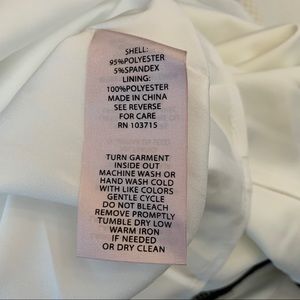 SHELL:
95%POLYESTER
5%SPANDEX
LINING:
100%POLYESTER
MADE IN CHINA
SEE REVERSE
FOR CARE
RN 103715
TURN GARMENT
INSIDE OUT
MACHINE WASH OR
HAND WASH COLD
WITH LIKE COLORS
GENTLE CYCLE
DO NOT BLEACH
REMOVE PROMPTLY
TUMBLE DRY LOW
WARM IRON
IF NEEDED
OR DRY CLEAN